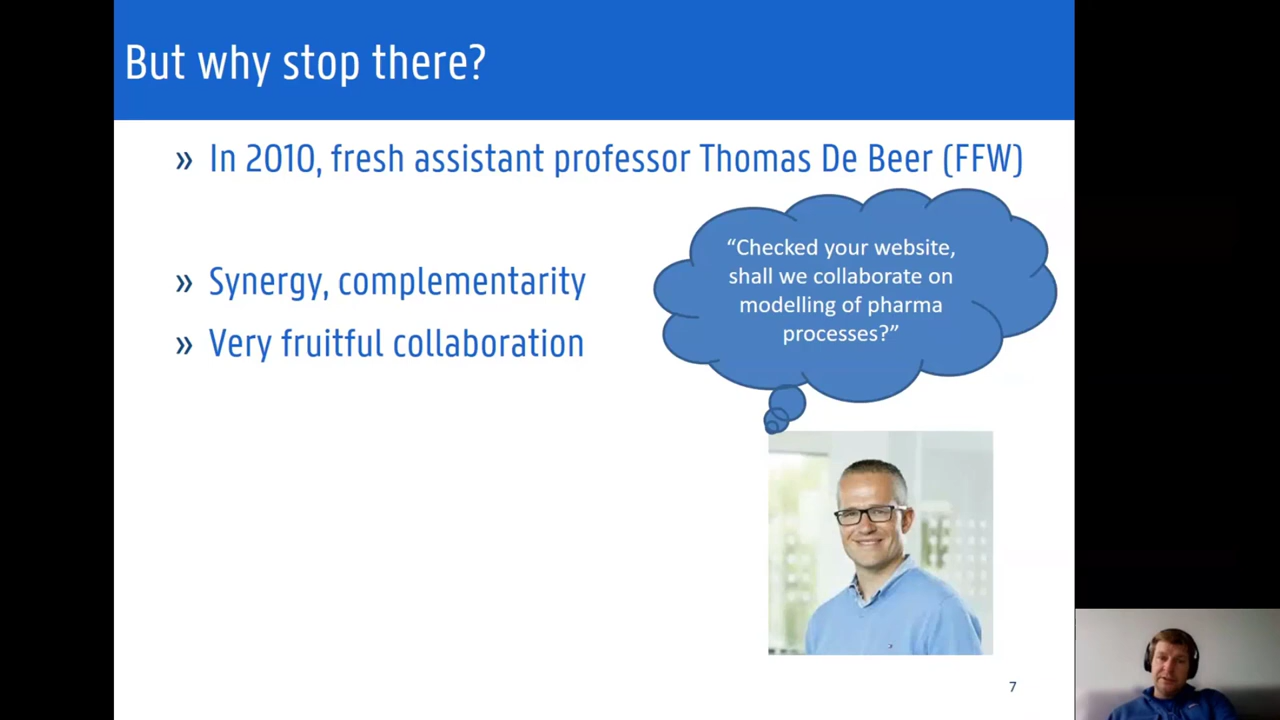 But why stop there?
» In 2010, fresh assistant professor Thomas De Beer (FFW)
“Checked your website,
shall we collaborate on
modelling of pharma
processes?”
» Synergy, complementarity
» Very fruitful collaboration
7